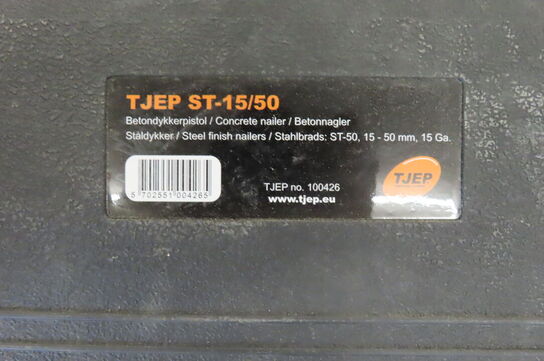 TJEP ST-15/50
Betondykkerpistol / Concrete nailer / Betonnagler
Ståldykker / Steel finish nailers / Stahlbrads: ST-50, 15 - 50 mm, 15 Ga.
5 702551 004265
TJEP no. 100426
www.tjep.eu
TJEP